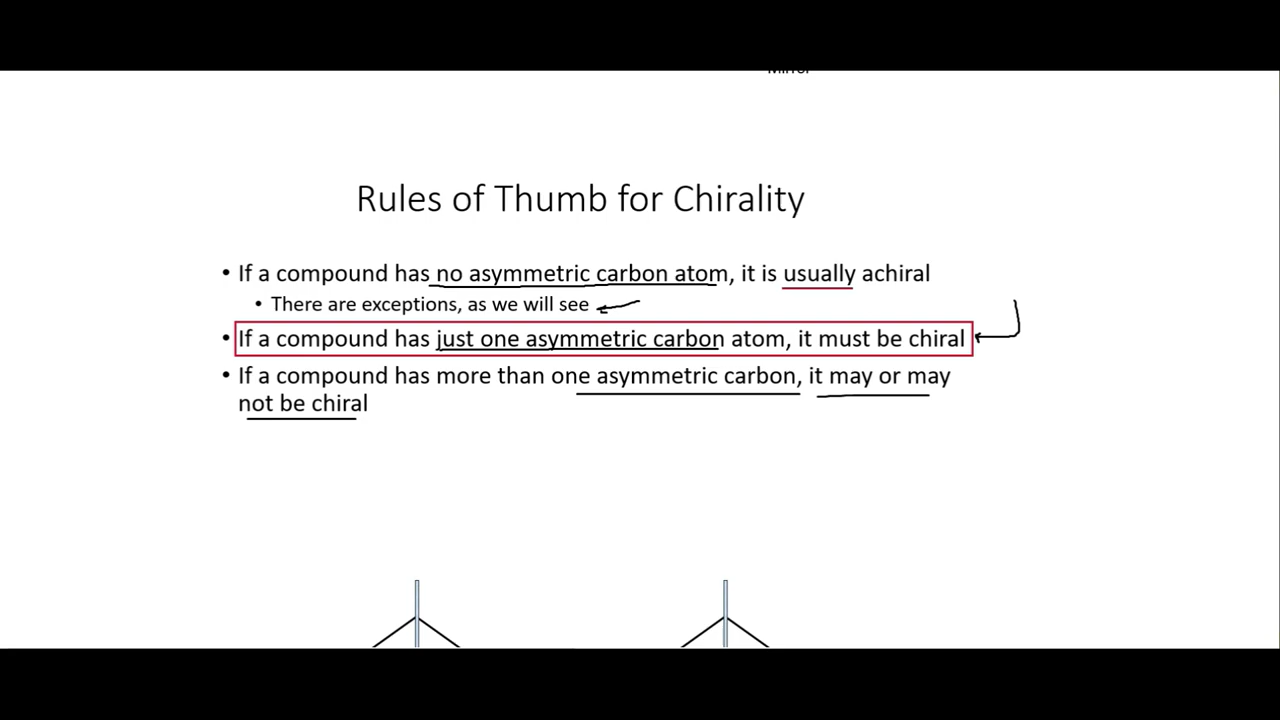 Rules of Thumb for Chirality
• If a compound has no asymmetric carbon atom, it is usually achiral
• There are exceptions, as we will see
• If a compound has just one asymmetric carbon atom, it must be chiral
• If a compound has more than one asymmetric carbon, it may or may
not be chiral